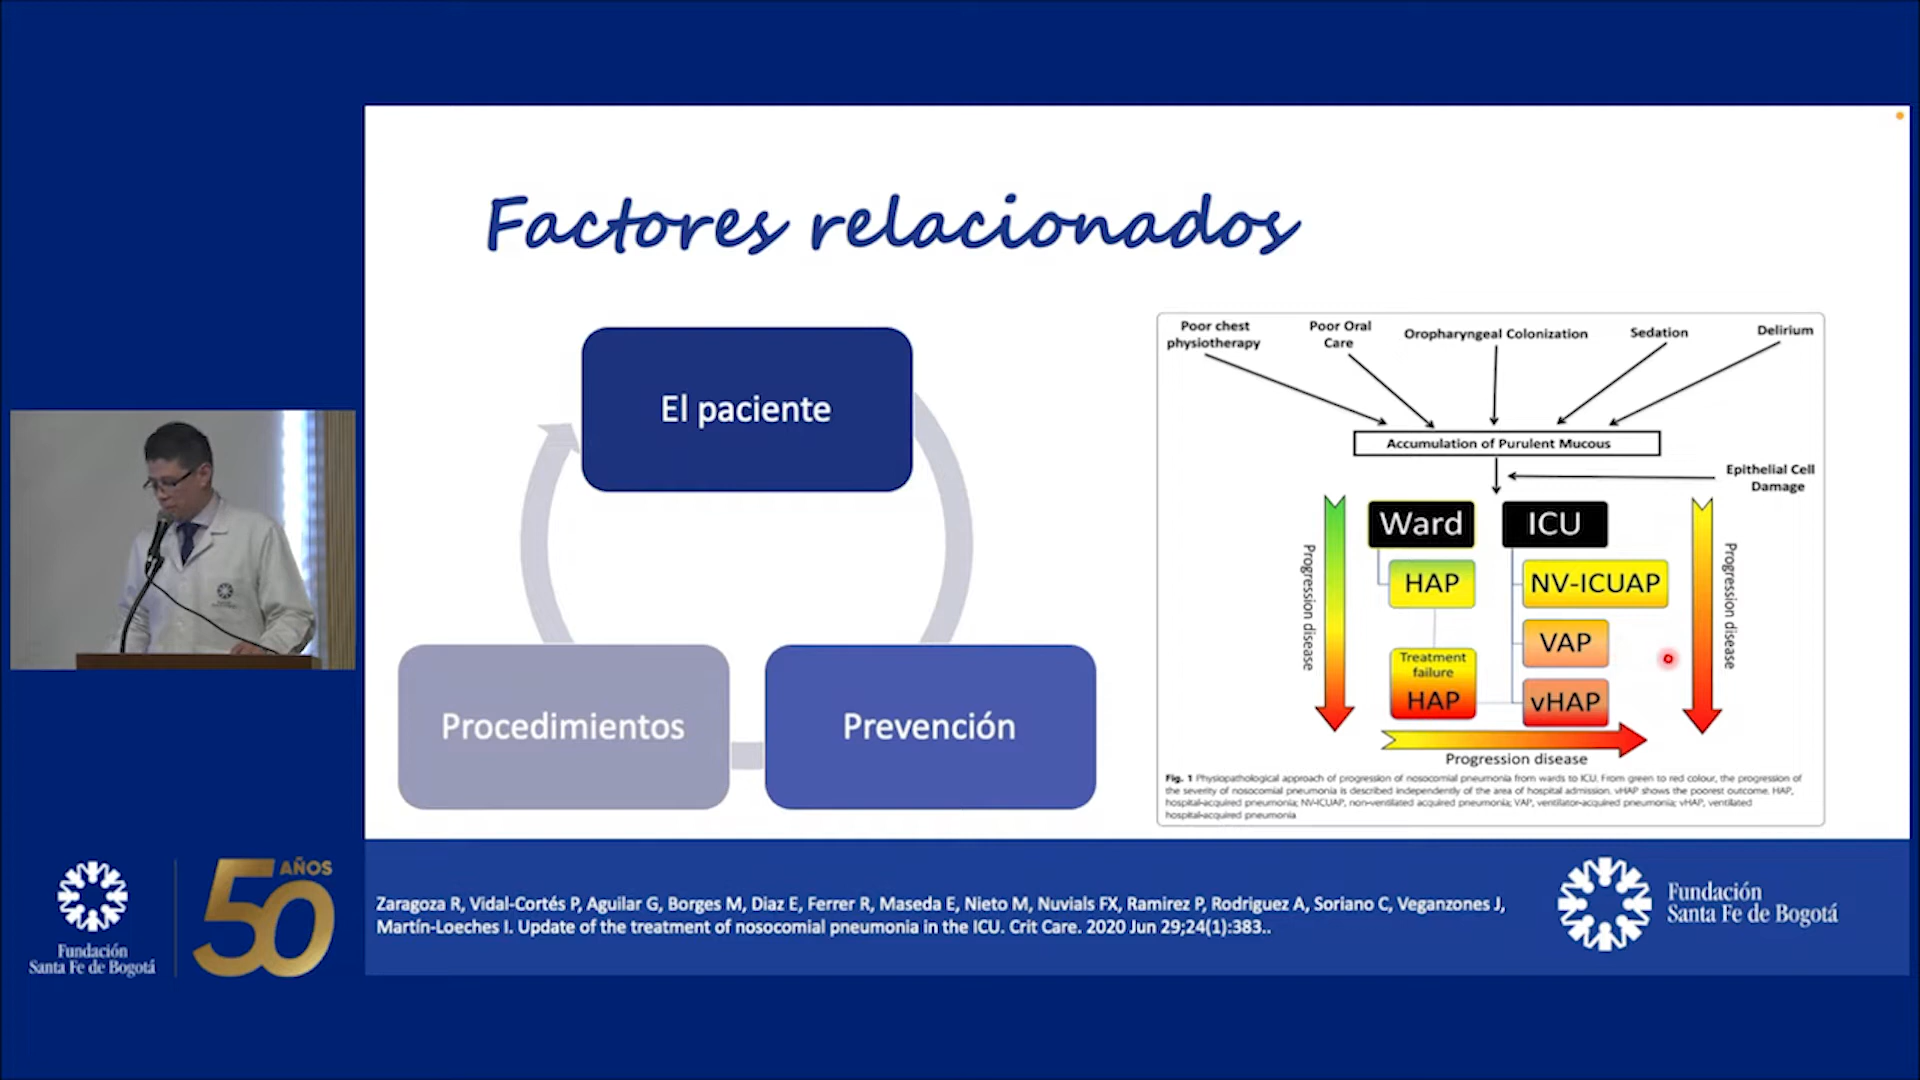 Factores relacionados
El paciente
Procedimientos
Prevención
Poor chest
physiotherapy
Poor Oral
Care
Oropharyngeal Colonization
Sedation
Delirium
Accumulation of Purulent Mucous
Epithelial Cell
Damage
Progression disease
Ward
ICU
HAP
NV-ICUAP
VAP
Treatment
failure
HAP
vHAP
Progression disease
Progression disease
Fig. 1 Physiopathological approach of progression of nosocomial pneumonia from wards to ICU. From green to red colour, the progression of
the severity of nosocomial pneumonia is described independently of the area of hospital admission. vHAP shows the poorest outcome. HAP,
hospital-acquired pneumonia; NV-ICUAP, non-ventilated acquired pneumonia; VAP, ventilator-acquired pneumonia; vHAP, ventilated
hospital-acquired pneumonia
Zaragoza R, Vidal-Cortés P, Aguilar G, Borges M, Diaz E, Ferrer R, Maseda E, Nieto M, Nuvials FX, Ramirez P, Rodriguez A, Soriano C, Veganzones J,
Martín-Loeches I. Update of the treatment of nosocomial pneumonia in the ICU. Crit Care. 2020 Jun 29;24(1):383..
Fundación
Santa Fe de Bogotá
50 AÑOS
Fundación
Santa Fe de Bogotá